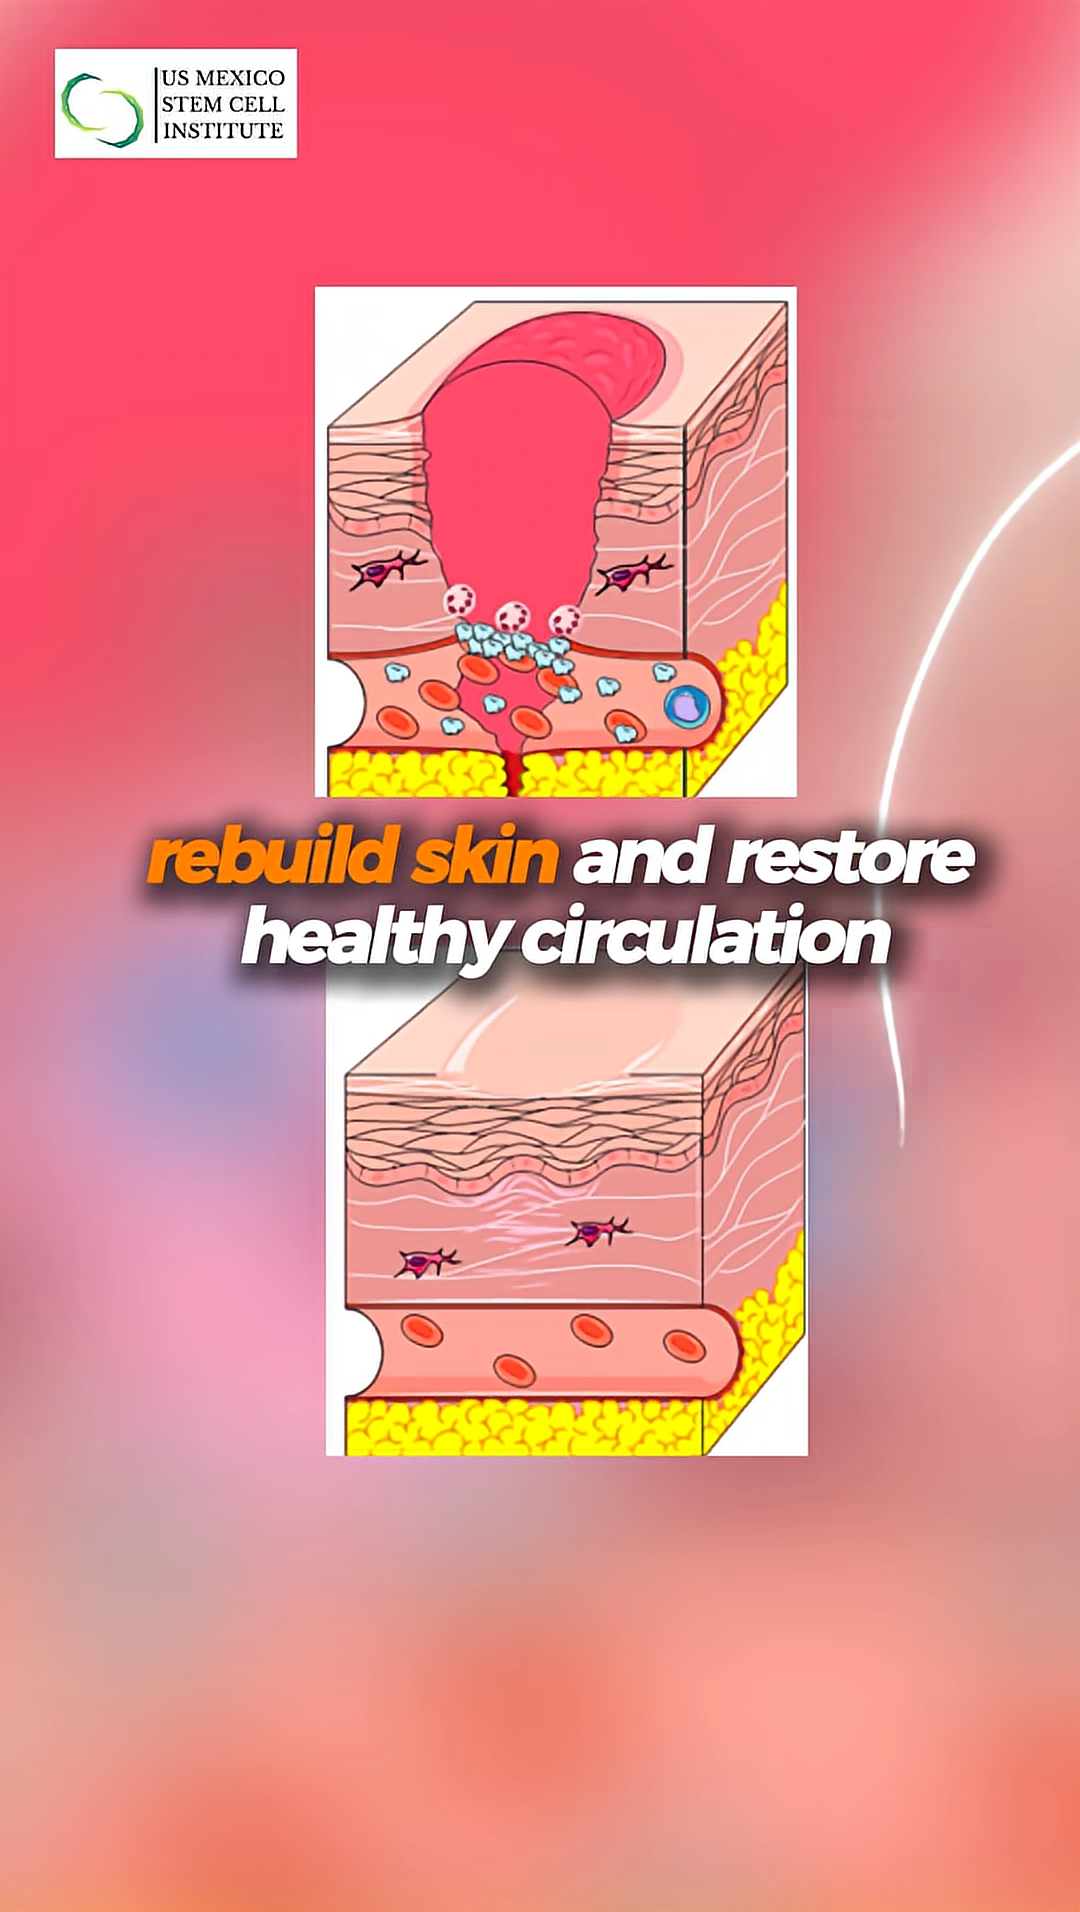 US MEXICO
STEM CELL
INSTITUTE
rebuild skin and restore
healthy circulation